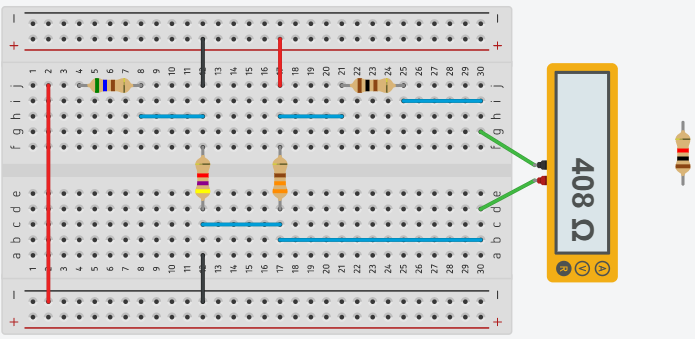 − −
+ +
1 2 3 4 5 6 7 8 9 10 11 12 13 14 15 16 17 18 19 20 21 22 23 24 25 26 27 28 29 30
j j
i i
h h
g g
f f
e e
d d
c c
b b
a a
1 2 3 4 5 6 7 8 9 10 11 12 13 14 15 16 17 18 19 20 21 22 23 24 25 26 27 28 29 30
− −
+ +
408 Ω
R V A